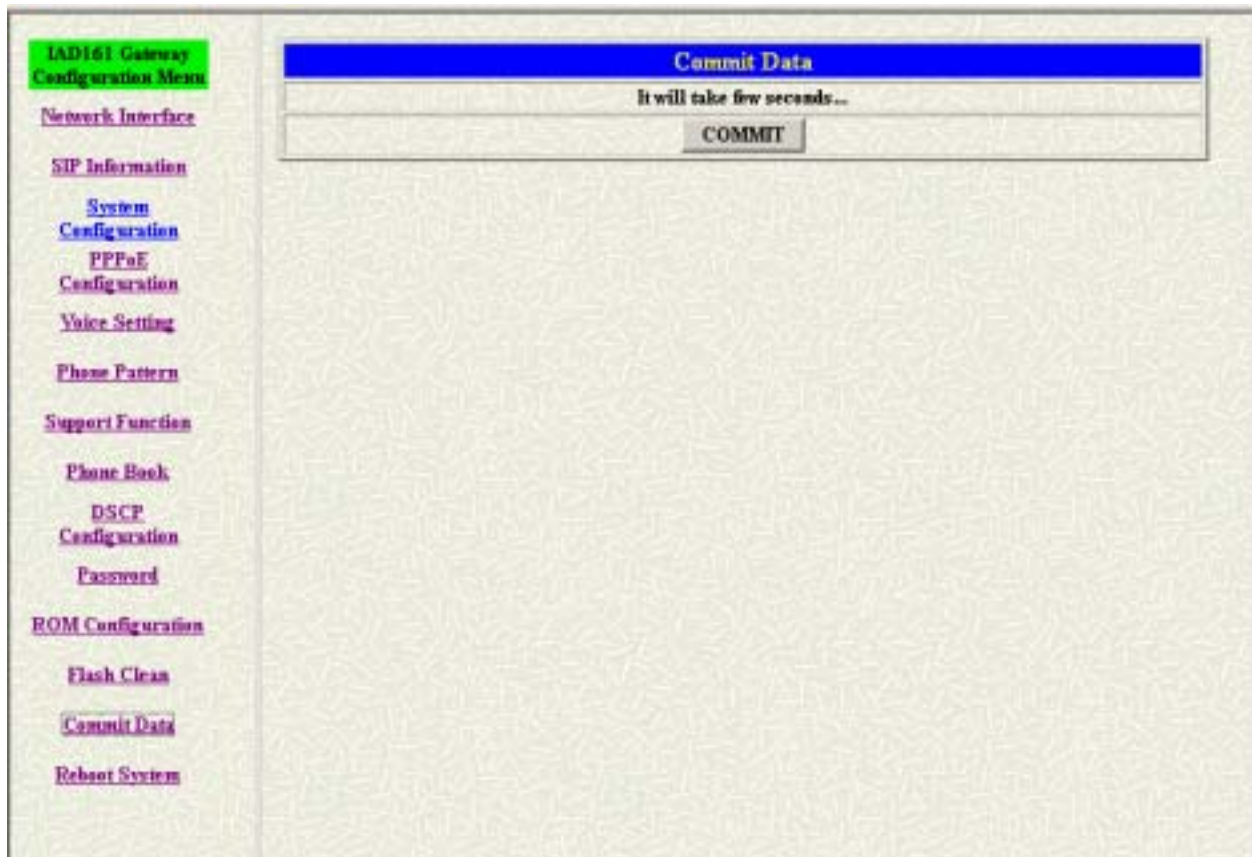 IAD161 Gateway
Configuration Menu
Network Interface
SIP Information
System
Configuration
PPPoE
Configuration
Voice Setting
Phone Pattern
Support Function
Phone Book
DSCP
Configuration
Password
ROM Configuration
Flash Clean
Commit Data
Reboot System
Commit Data
It will take few seconds...
COMMIT